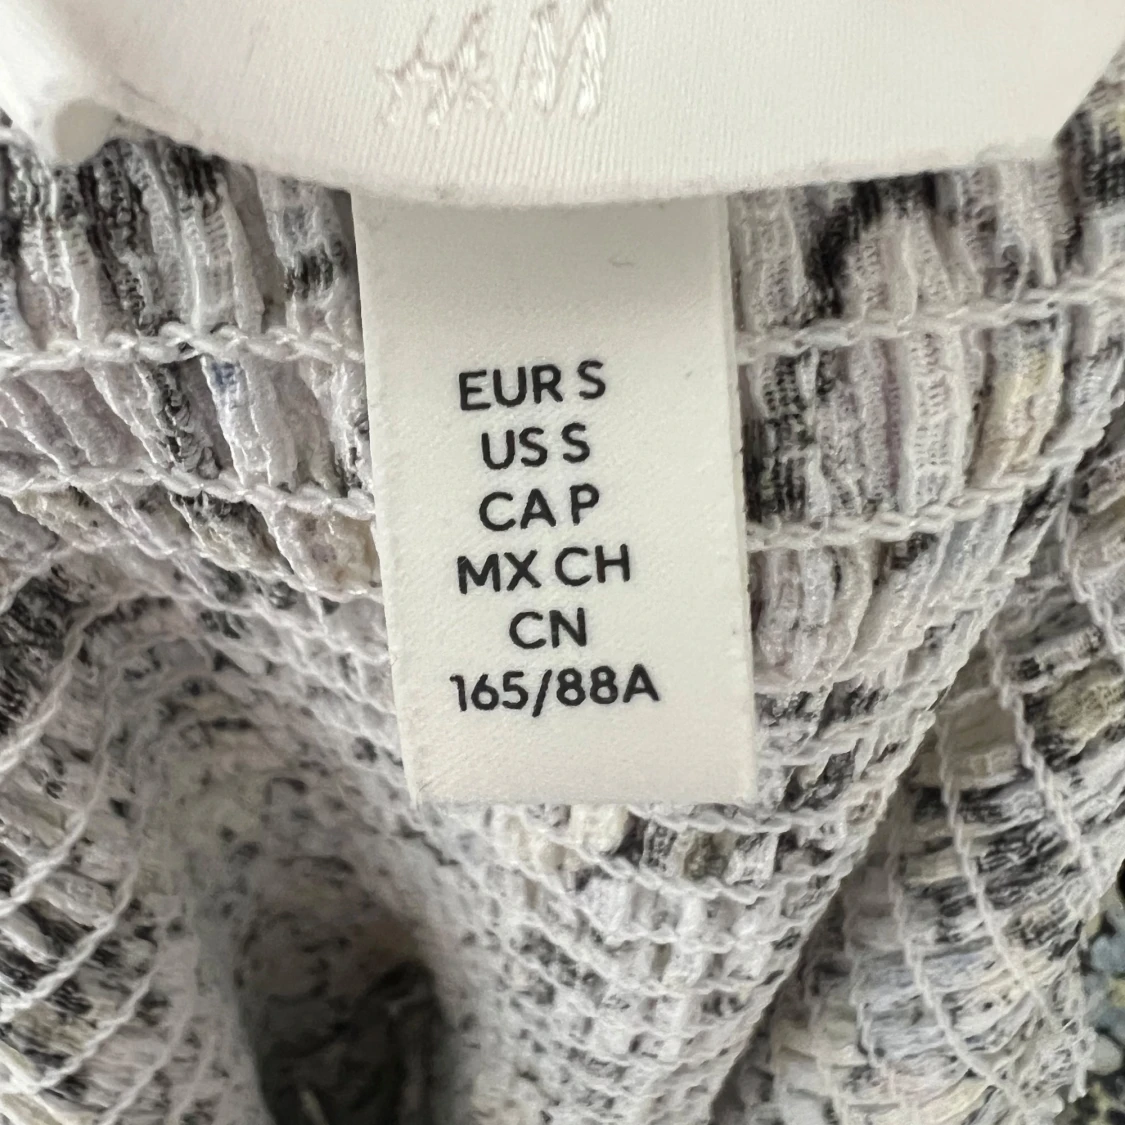 H&M
EUR S
US S
CA P
MX CH
CN
165/88A